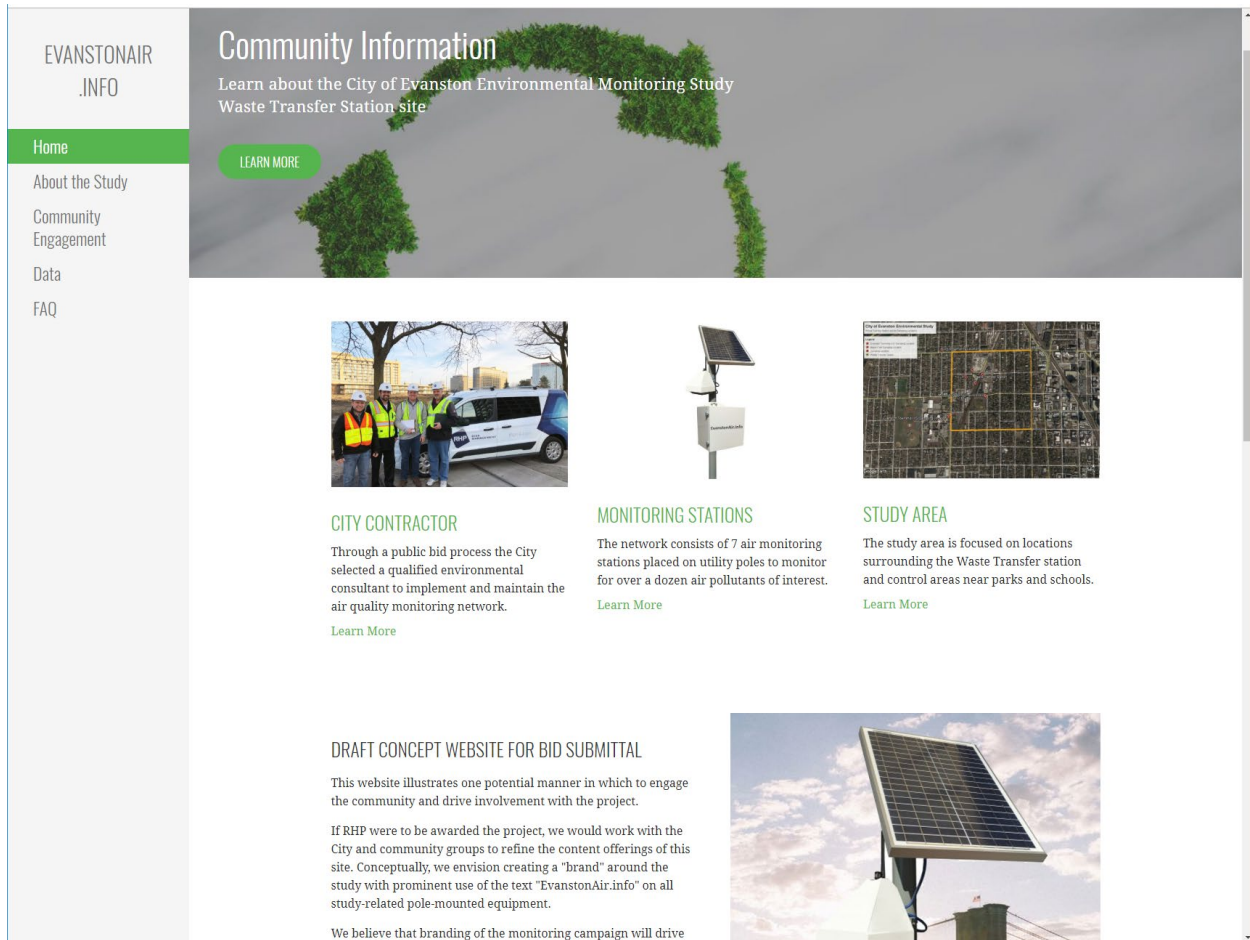 EVANSTONAIR
.INFO
Home
About the Study
Community
Engagement
Data
FAQ
Community Information
Learn about the City of Evanston Environmental Monitoring Study
Waste Transfer Station site
LEARN MORE
RHP
EvanstonAir.info
City of Evanston Environmental Study
CITY CONTRACTOR
Through a public bid process the City
selected a qualified environmental
consultant to implement and maintain the
air quality monitoring network.
Learn More
MONITORING STATIONS
The network consists of 7 air monitoring
stations placed on utility poles to monitor
for over a dozen air pollutants of interest.
Learn More
STUDY AREA
The study area is focused on locations
surrounding the Waste Transfer station
and control areas near parks and schools.
Learn More
DRAFT CONCEPT WEBSITE FOR BID SUBMITTAL
This website illustrates one potential manner in which to engage
the community and drive involvement with the project.
If RHP were to be awarded the project, we would work with the
City and community groups to refine the content offerings of this
site. Conceptually, we envision creating a "brand" around the
study with prominent use of the text "EvanstonAir.info" on all
study-related pole-mounted equipment.
We believe that branding of the monitoring campaign will drive